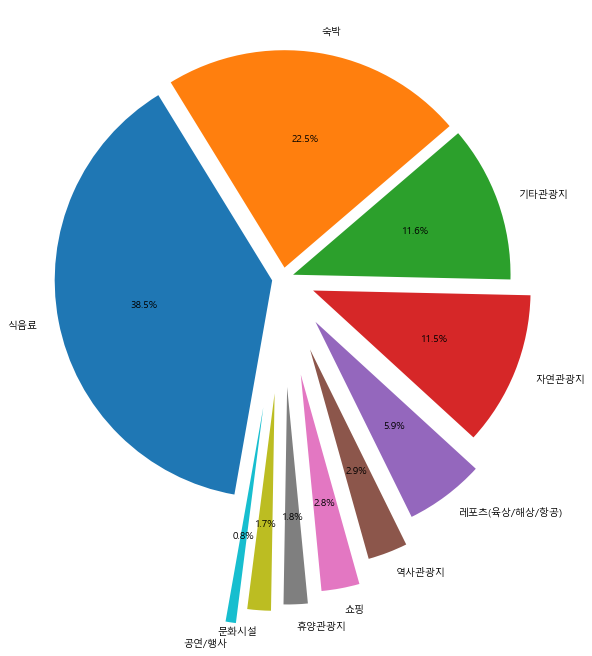 숙박
22.5%
기타관광지
11.6%
38.5%
식음료
11.5%
자연관광지
5.9%
레포츠(육상/해상/항공)
2.9%
역사관광지
2.8%
쇼핑
1.8%
휴양관광지
1.7%
문화시설
0.8%
공연/행사